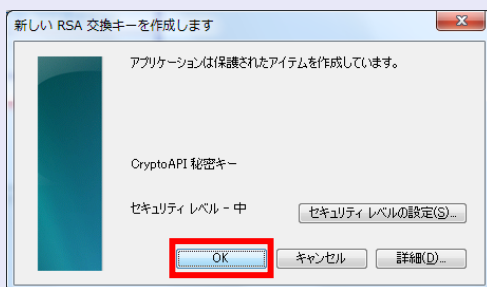 新しい RSA 交換キーを作成します
アプリケーションは保護されたアイテムを作成しています。
CryptoAPI 秘密キー
セキュリティ レベル - 中
セキュリティ レベルの設定(S)...
OK
キャンセル
詳細(D)...